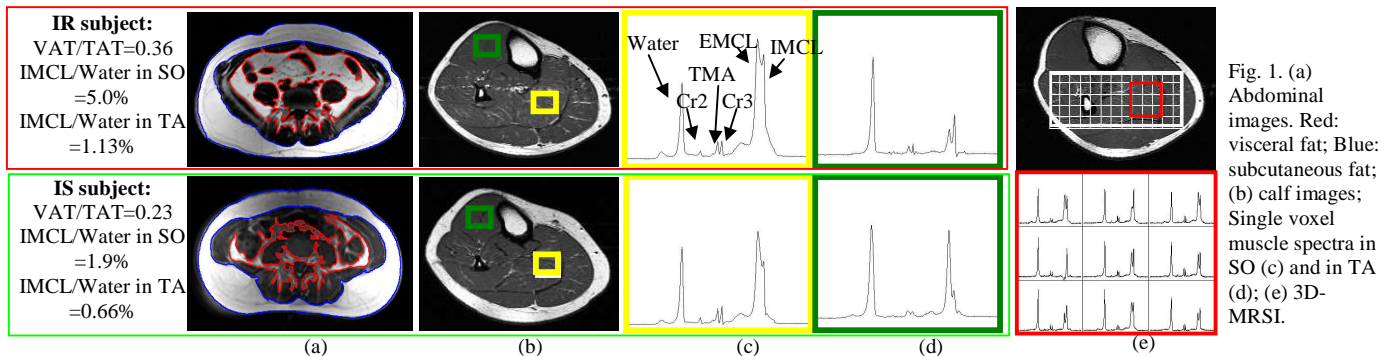 IR subject:
VAT/TAT=0.36
IMCL/Water in SO
=5.0%
IMCL/Water in TA
=1.13%
Water
EMCL
IMCL
TMA
Cr2
Cr3
IS subject:
VAT/TAT=0.23
IMCL/Water in SO
=1.9%
IMCL/Water in TA
=0.66%
(a)
(b)
(c)
(d)
(e)
Fig. 1. (a)
Abdominal
images. Red:
visceral fat; Blue:
subcutaneous fat;
(b) calf images;
Single voxel
muscle spectra in
SO (c) and in TA
(d); (e) 3D-
MRSI.